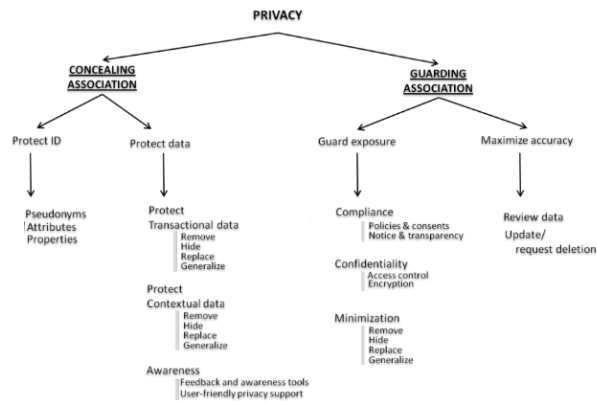 PRIVACY
CONCEALING
ASSOCIATION
GUARDING
ASSOCIATION
Protect ID
Protect data
Guard exposure
Maximize accuracy
Pseudonyms
Attributes
Properties
Protect
Transactional data
Remove
Hide
Replace
Generalize
Protect
Contextual data
Remove
Hide
Replace
Generalize
Awareness
Feedback and awareness tools
User-friendly privacy support
Compliance
Policies & consents
Notice & transparency
Confidentiality
Access control
Encryption
Minimization
Remove
Hide
Replace
Generalize
Review data
Update/
request deletion